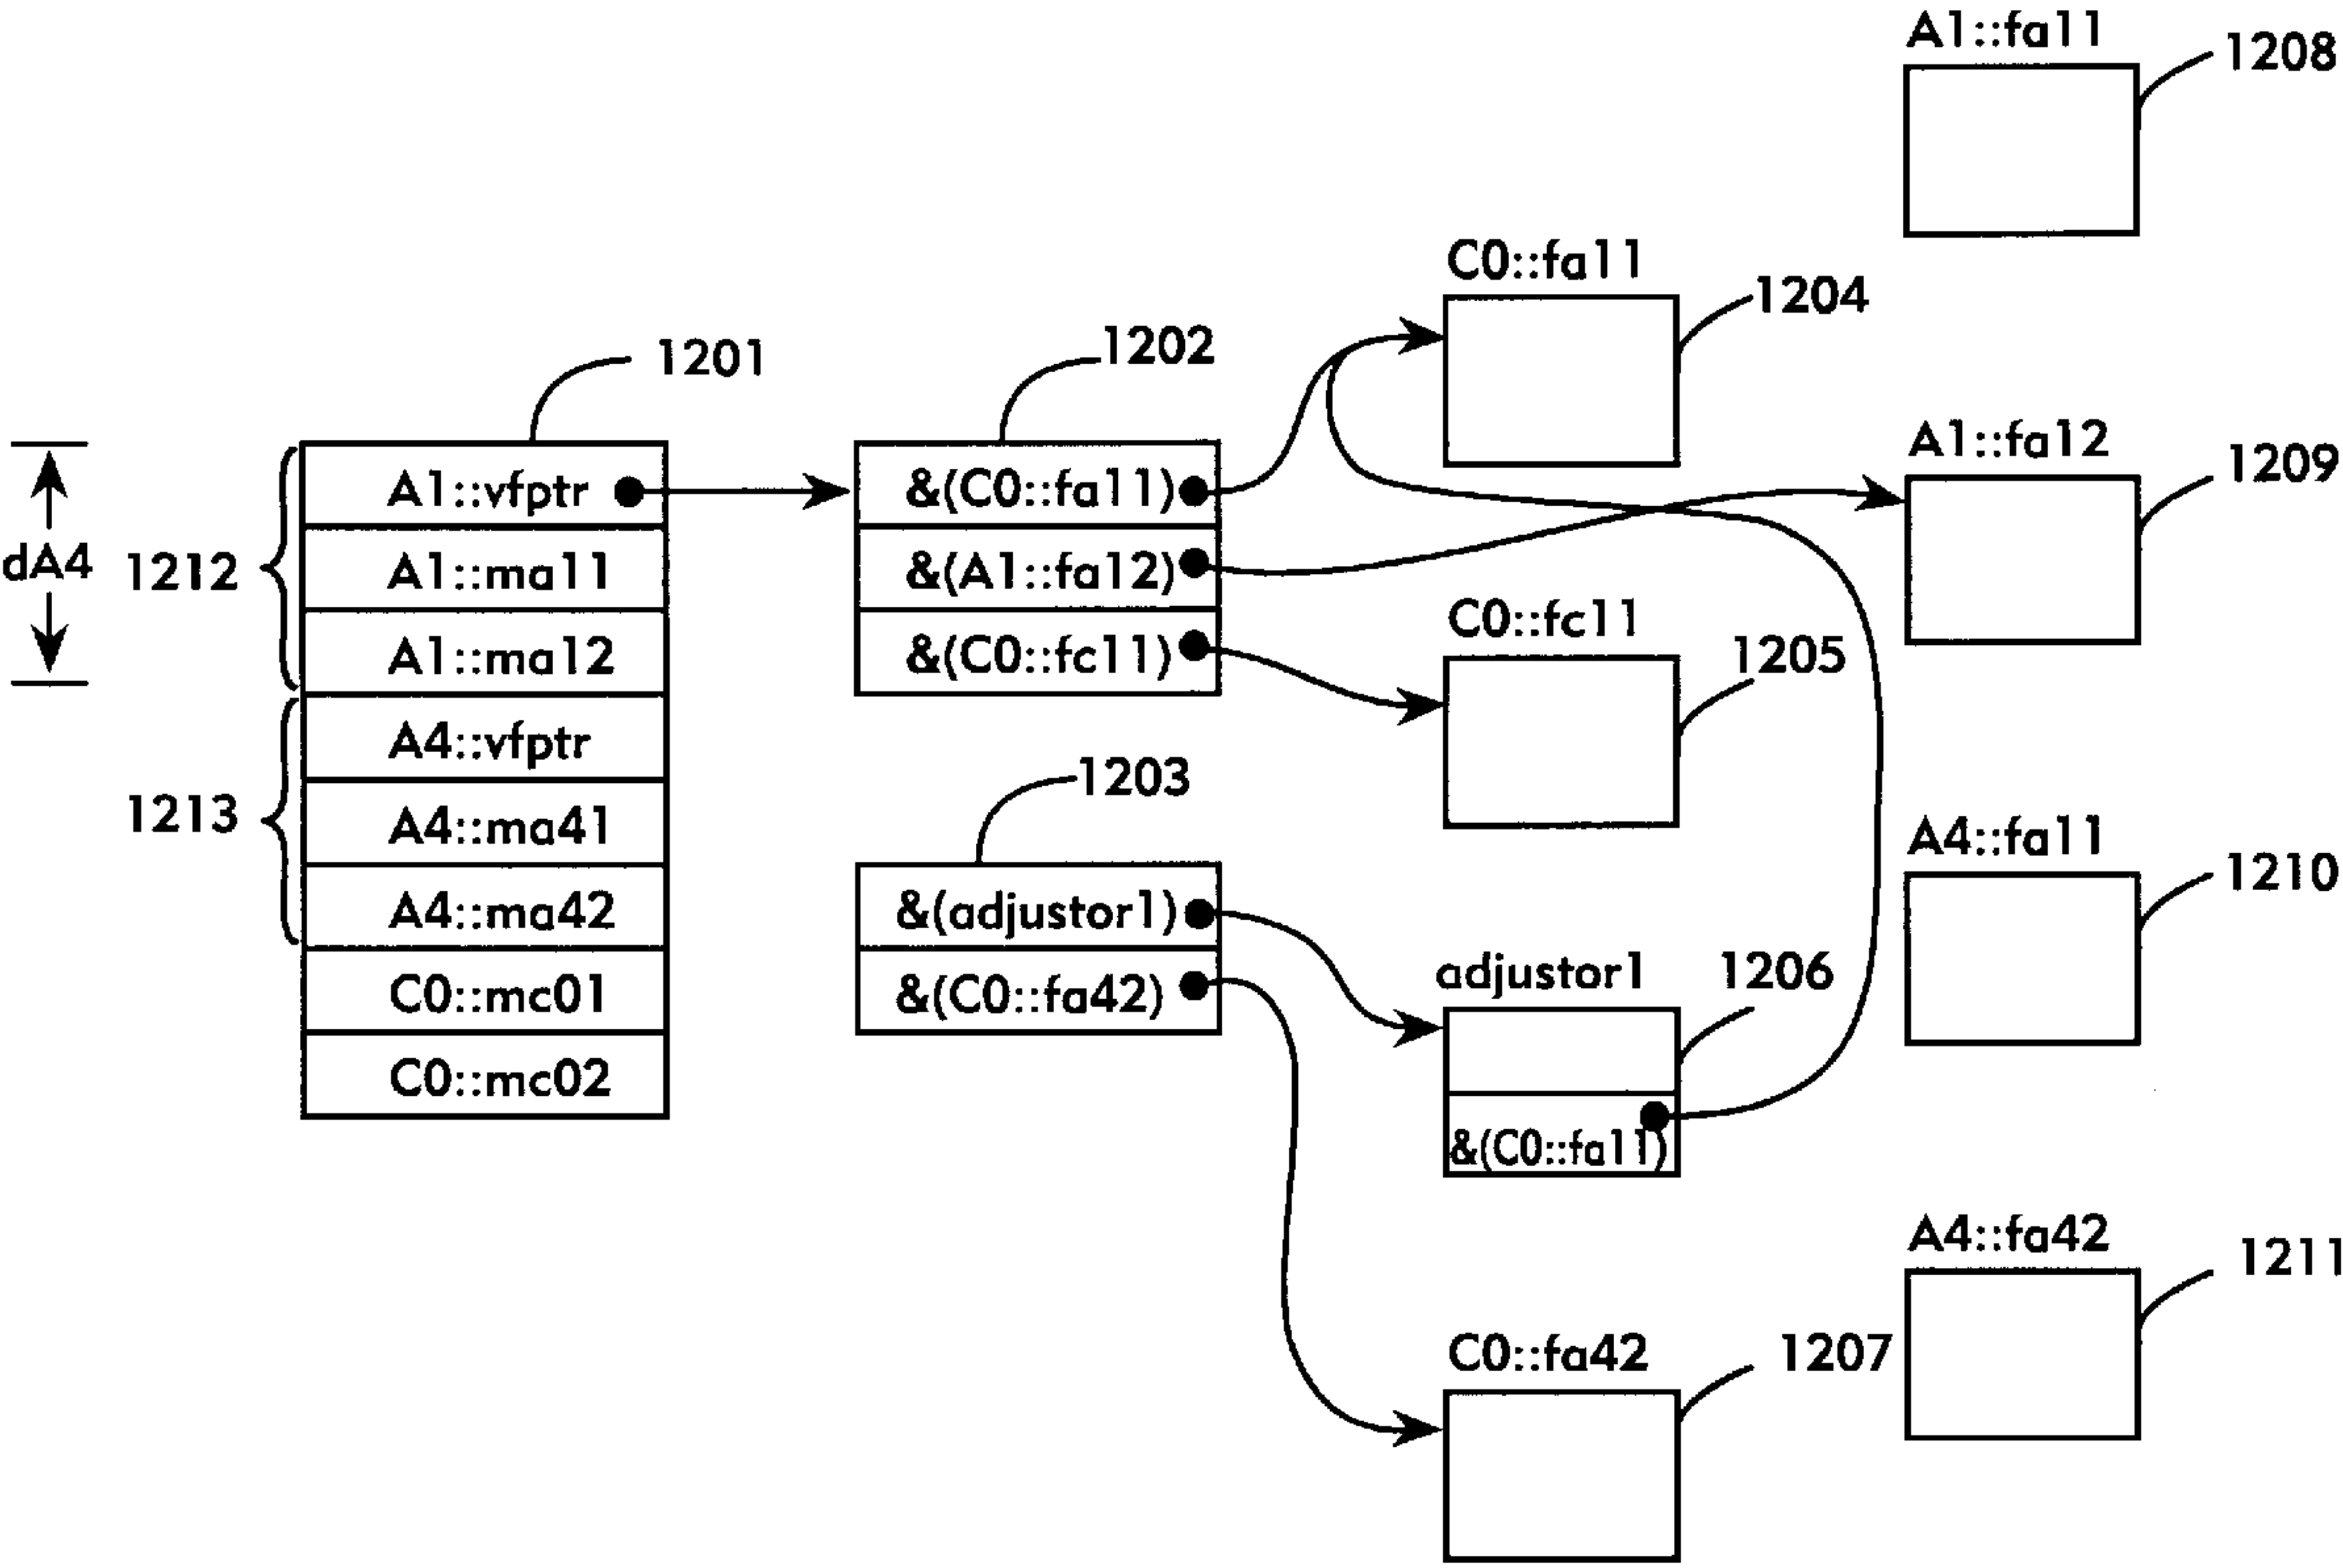 A1::fa11
1208
C0::fa11
1204
1201
1202
A1::fa12
1209
dA4
1212
A1::vfptr
A1::ma11
A1::ma12
&(C0::fa11)
&(A1::fa12)
&(C0::fc11)
C0::fc11
1205
1213
A4::vfptr
A4::ma41
A4::ma42
C0::mc01
C0::mc02
1203
&(adjustor1)
&(C0::fa42)
A4::fa11
1210
adjustor1
1206
&(C0::fa11)
A4::fa42
1211
C0::fa42
1207